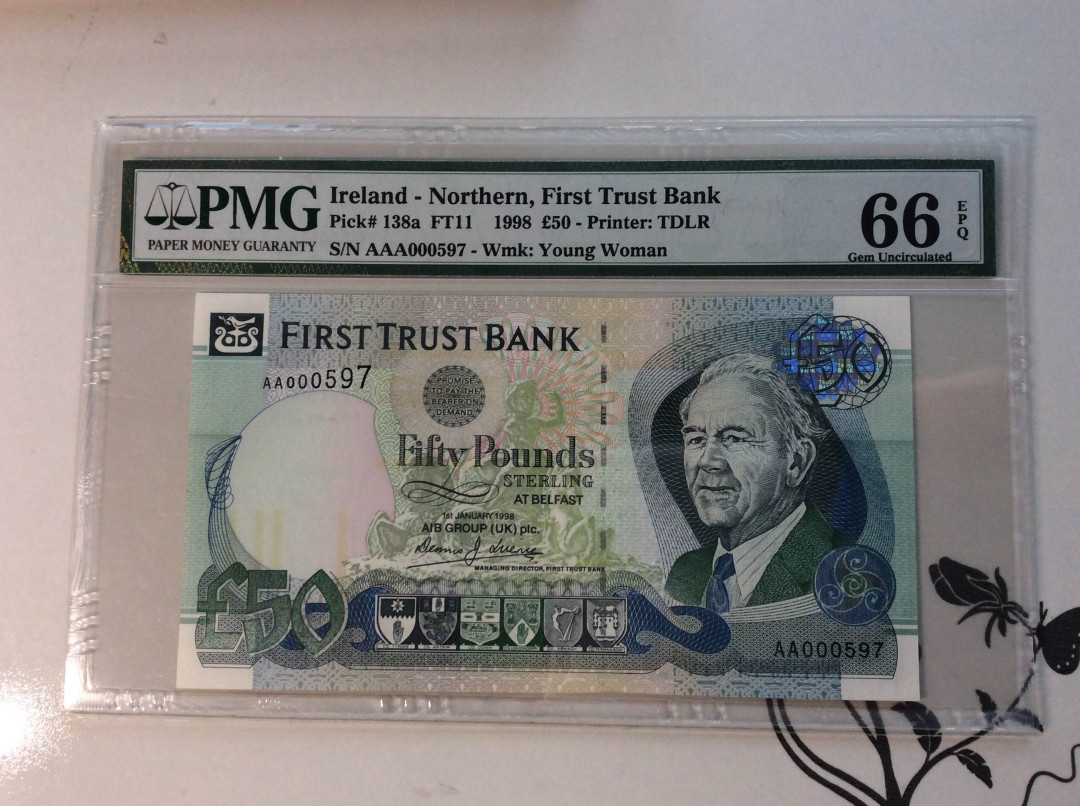 PMG
PAPER MONEY GUARANTY
Ireland - Northern, First Trust Bank
Pick# 138a FT11 1998 £50 - Printer: TDLR
S/N AAA000597 - Wmk: Young Woman
66
EPQ
Gem Uncirculated
FIRST TRUST BANK
AA000597
PROMISE
TO PAY THE
BEARER ON
DEMAND
£50
Fifty Pounds
STERLING
AT BELFAST
1st JANUARY 1998
AIB GROUP (UK) plc.
MANAGING DIRECTOR, FIRST TRUST BANK
£50
AA000597